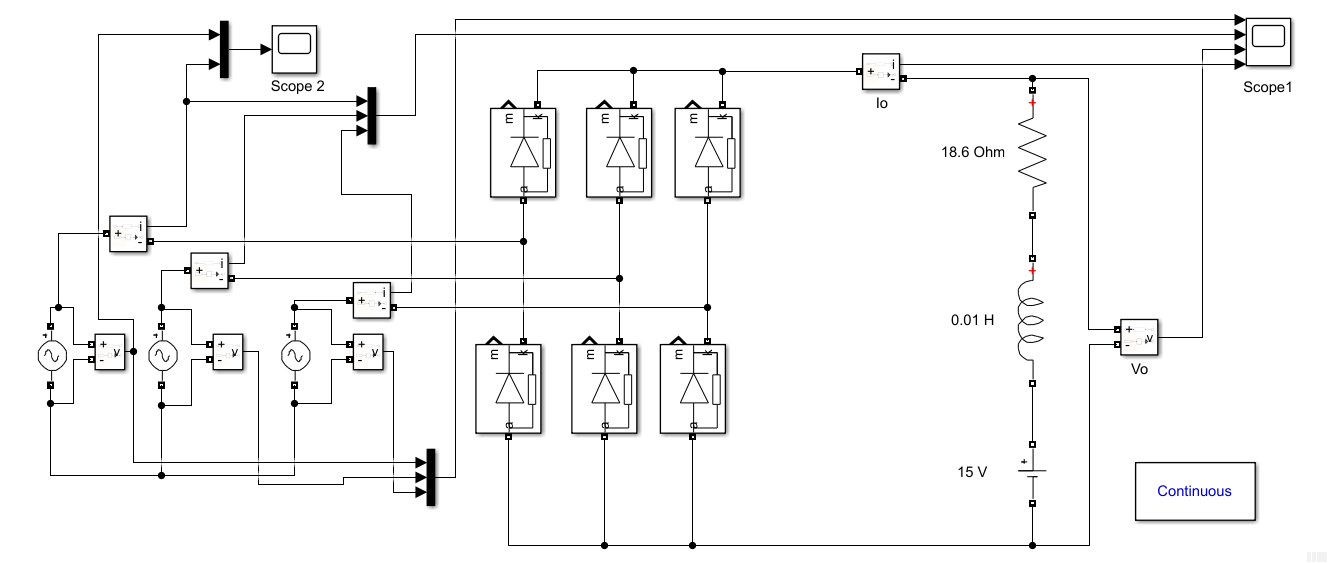 Scope 2
Scope1
i
+
-
Io
m
k
m
k
m
k
a
a
a
18.6 Ohm
i
+
-
i
+
-
i
+
-
+
-
v
+
-
v
+
-
v
0.01 H
+
-
v
Vo
m
k
m
k
m
k
a
a
a
15 V
Continuous